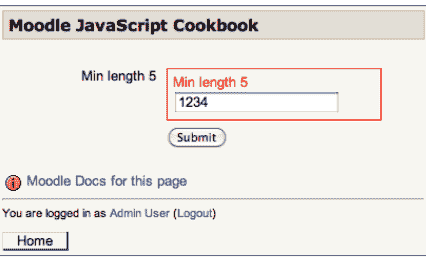 Moodle JavaScript Cookbook
Min length 5
Min length 5
1234
Submit
Moodle Docs for this page
You are logged in as Admin User (Logout)
Home